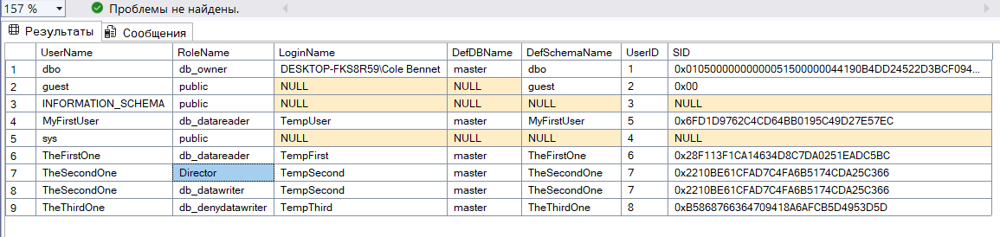 157 % Проблемы не найдены.
Результаты Сообщения
UserName RoleName LoginName DefDBName DefSchemaName UserID SID
1 dbo db_owner DESKTOP-FKS8R59\Cole Bennet master dbo 1 0x010500000000000515000000044190B4DD24522D3BCF094...
2 guest public NULL NULL guest 2 0x00
3 INFORMATION_SCHEMA public NULL NULL NULL 3 NULL
4 MyFirstUser db_datareader TempUser master MyFirstUser 5 0x6FD1D9762C4CD64BB0195C49D27E57EC
5 sys public NULL NULL NULL 4 NULL
6 TheFirstOne db_datareader TempFirst master TheFirstOne 6 0x28F113F1CA14634D8C7DA0251EADC5BC
7 TheSecondOne Director TempSecond master TheSecondOne 7 0x2210BE61CFAD7C4FA6B5174CDA25C366
8 TheSecondOne db_datawriter TempSecond master TheSecondOne 7 0x2210BE61CFAD7C4FA6B5174CDA25C366
9 TheThirdOne db_denydatawriter TempThird master TheThirdOne 8 0xB5868766364709418A6AFCB5D4953D5D